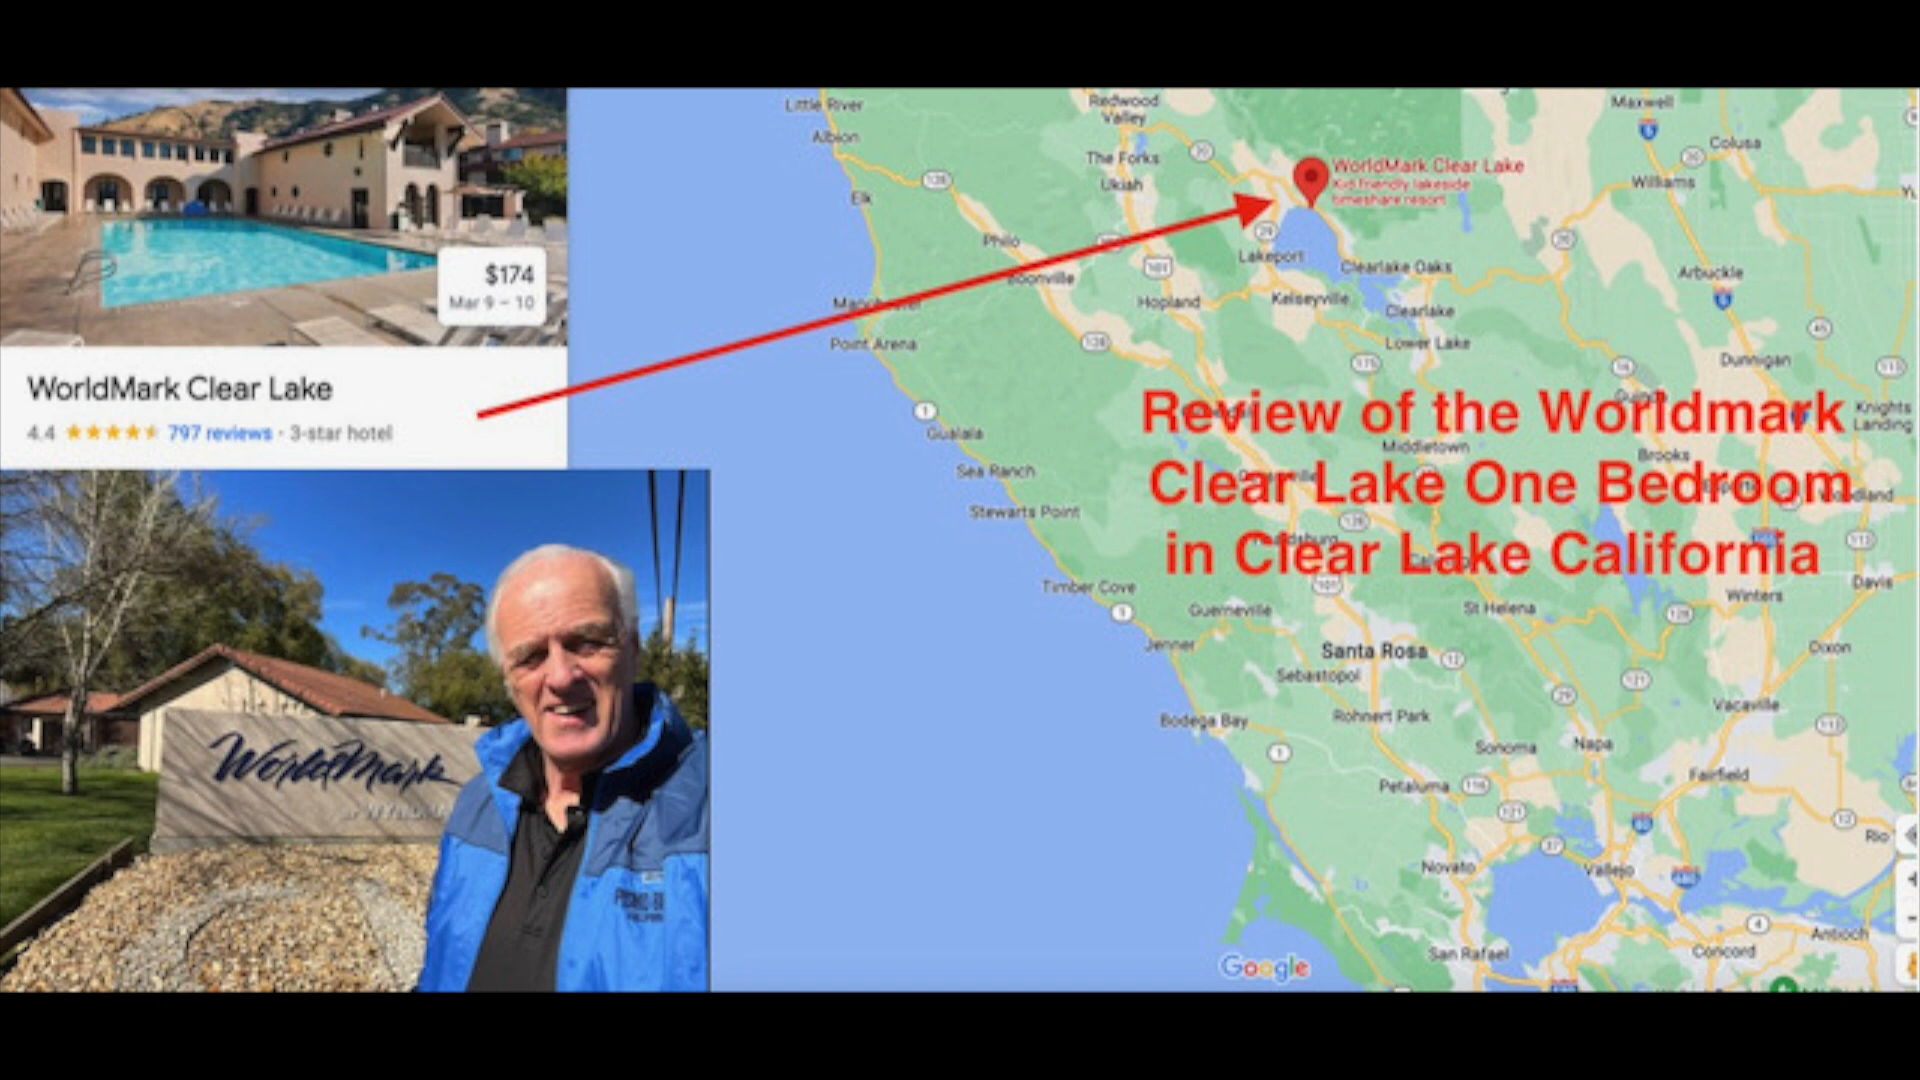 $174
Mar 9 – 10
WorldMark Clear Lake
4.4 797 reviews · 3-star hotel
WorldMark
BY WYNDHAM
Review of the Worldmark
Clear Lake One Bedroom
in Clear Lake California
WorldMark Clear Lake
Kid friendly lakeside
timeshare resort
Little River
Albion
Elk
Philo
Boonville
Manchester
Point Arena
Gualala
Sea Ranch
Stewarts Point
Timber Cove
Jenner
Bodega Bay
Redwood
Valley
The Forks
Ukiah
Hopland
Lakeport
Kelseyville
Clearlake Oaks
Clearlake
Lower Lake
Middletown
Guerneville
Santa Rosa
Sebastopol
Rohnert Park
Petaluma
Sonoma
Napa
St Helena
Novato
San Rafael
Vallejo
Fairfield
Vacaville
Winters
Dixon
Davis
Brooks
Knights
Landing
Dunnigan
Arbuckle
Williams
Colusa
Maxwell
Concord
Antioch
Rio
Google